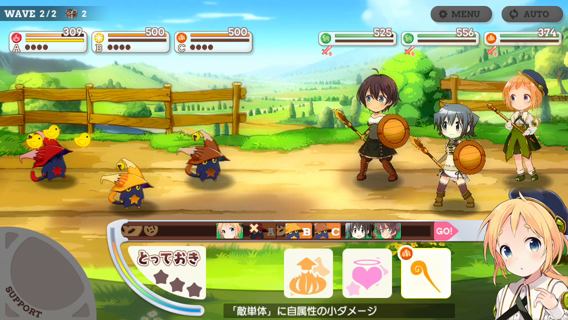 WAVE 2/2 2
MENU
AUTO
309 500 500
A B C
525 556 374
A B C GO!
とっておき
SUPPORT
「敵単体」に自属性の小ダメージ